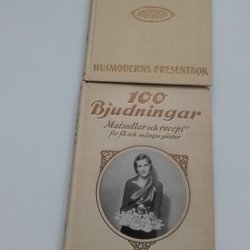 HUSMODERNS PRESENTBOK
100
Bjudningar
Matsedlar och recept
för få och många gäster